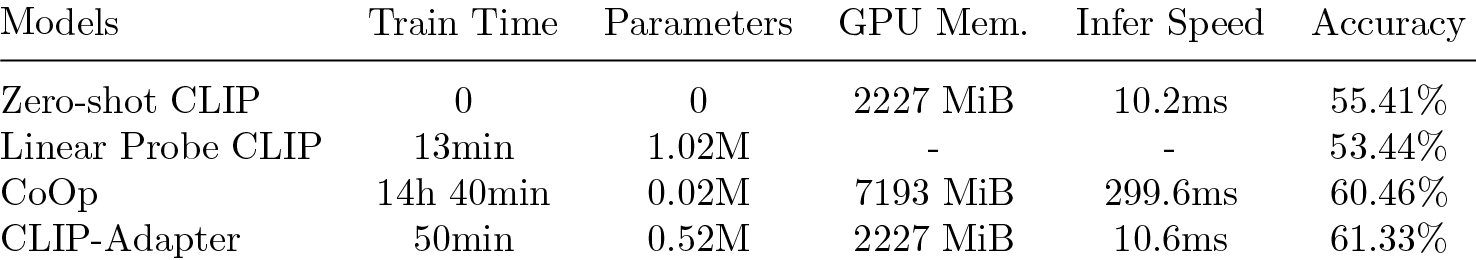 Models Train Time Parameters GPU Mem. Infer Speed Accuracy
Zero-shot CLIP 0 0 2227 MiB 10.2ms 55.41%
Linear Probe CLIP 13min 1.02M - - 53.44%
CoOp 14h 40min 0.02M 7193 MiB 299.6ms 60.46%
CLIP-Adapter 50min 0.52M 2227 MiB 10.6ms 61.33%